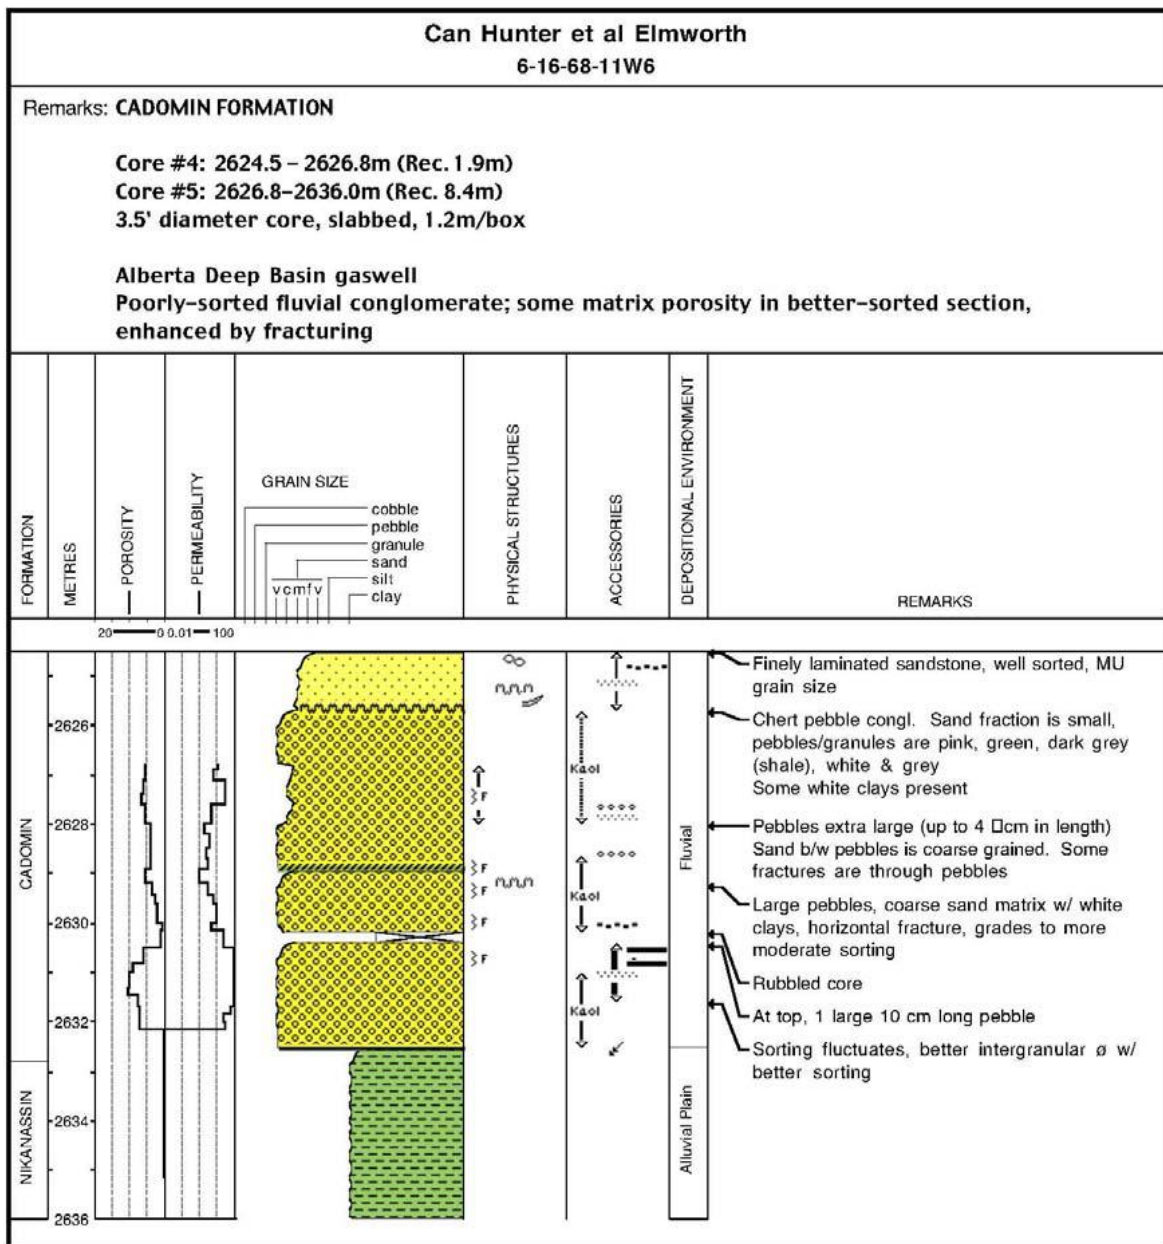 Can Hunter et al Elmworth
6-16-68-11W6
Remarks: CADOMIN FORMATION
Core #4: 2624.5 – 2626.8m (Rec. 1.9m)
Core #5: 2626.8–2636.0m (Rec. 8.4m)
3.5' diameter core, slabbed, 1.2m/box
Alberta Deep Basin gaswell
Poorly-sorted fluvial conglomerate; some matrix porosity in better-sorted section,
enhanced by fracturing
FORMATION
METRES
POROSITY
PERMEABILITY
GRAIN SIZE
cobble
pebble
granule
sand
silt
clay
v c m f v
PHYSICAL STRUCTURES
ACCESSORIES
DEPOSITIONAL ENVIRONMENT
REMARKS
20 0 0.01 100
CADOMIN
NIKANASSIN
2626
2628
2630
2632
2634
2636
F
F
F
F
F
Kaol
Kaol
Kaol
Fluvial
Alluvial Plain
Finely laminated sandstone, well sorted, MU
grain size
Chert pebble congl. Sand fraction is small,
pebbles/granules are pink, green, dark grey
(shale), white & grey
Some white clays present
Pebbles extra large (up to 4 □cm in length)
Sand b/w pebbles is coarse grained. Some
fractures are through pebbles
Large pebbles, coarse sand matrix w/ white
clays, horizontal fracture, grades to more
moderate sorting
Rubbled core
At top, 1 large 10 cm long pebble
Sorting fluctuates, better intergranular ø w/
better sorting